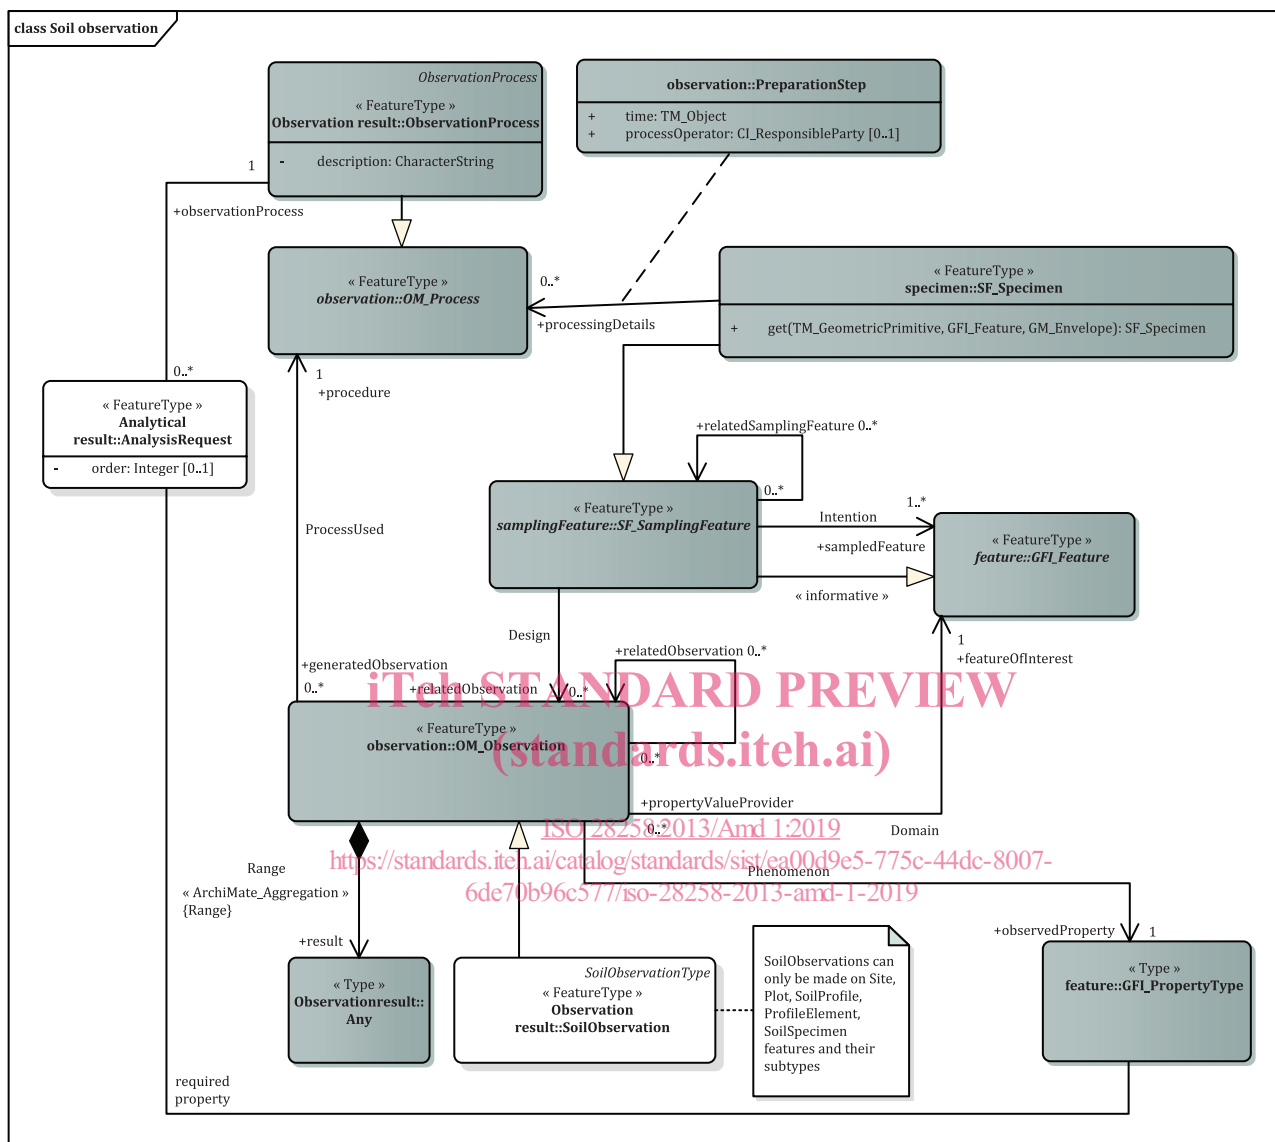 class Soil observation
ObservationProcess
« FeatureType »
Observation result::ObservationProcess
- description: CharacterString
observation::PreparationStep
+ time: TM_Object
+ processOperator: CI_ResponsibleParty [0..1]
1
+observationProcess
« FeatureType »
observation::OM_Process
0..*
+processingDetails
« FeatureType »
specimen::SF_Specimen
+ get(TM_GeometricPrimitive, GFI_Feature, GM_Envelope): SF_Specimen
1
+procedure
0..*
« FeatureType »
Analytical
result::AnalysisRequest
- order: Integer [0..1]
+relatedSamplingFeature 0..*
0..*
« FeatureType »
samplingFeature::SF_SamplingFeature
Intention
1..*
+sampledFeature
« informative »
« FeatureType »
feature::GFI_Feature
ProcessUsed
Design
1
+featureOfInterest
+relatedObservation 0..*
+generatedObservation
0..*
+relatedObservation
0..*
iTeh STANDARD PREVIEW
(standards.iteh.ai)
« FeatureType »
observation::OM_Observation
0..*
+propertyValueProvider
0..*
Domain
ISO 28258:2013/Amd 1:2019
https://standards.iteh.ai/catalog/standards/sist/ea00d9e5-775c-44dc-8007-
6de70b96c577/iso-28258-2013-amd-1-2019
Phenomenon
Range
« ArchiMate_Aggregation »
{Range}
+result
+observedProperty
1
« Type »
Observationresult::
Any
SoilObservationType
« FeatureType »
Observation
result::SoilObservation
SoilObservations can
only be made on Site,
Plot, SoilProfile,
ProfileElement,
SoilSpecimen
features and their
subtypes
« Type »
feature::GFI_PropertyType
required
property